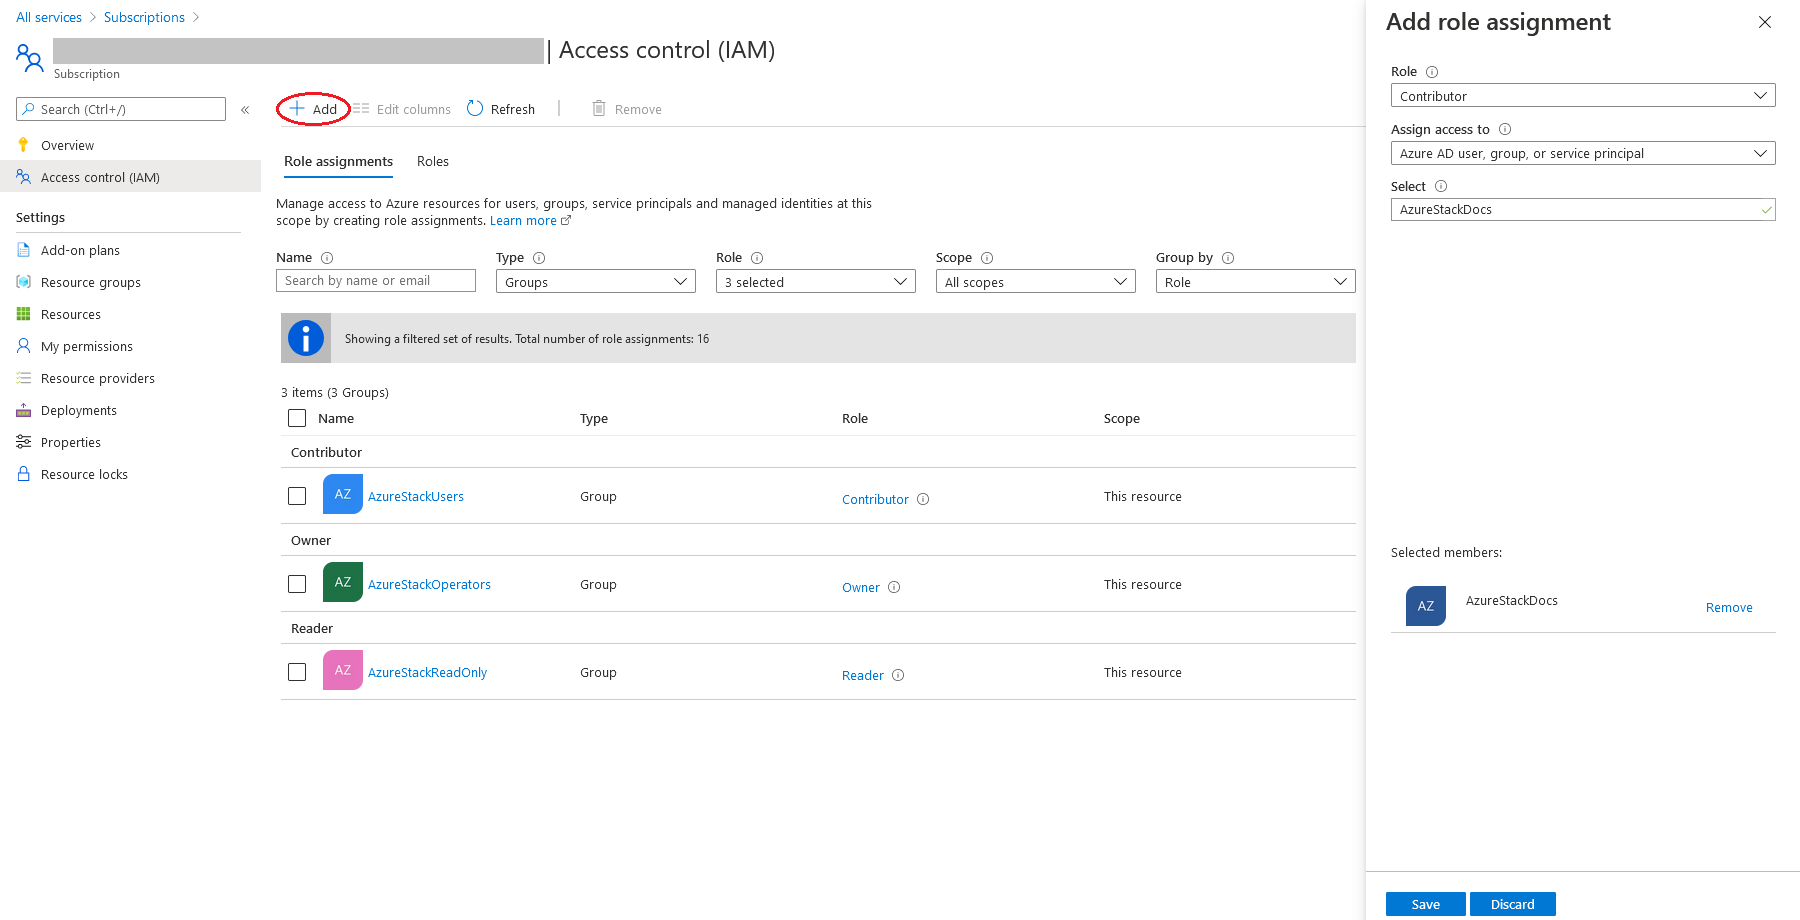 All services > Subscriptions >
| Access control (IAM)
Subscription
Search (Ctrl+/)
«
Overview
Access control (IAM)
Settings
Add-on plans
Resource groups
Resources
My permissions
Resource providers
Deployments
Properties
Resource locks
Add Edit columns Refresh | Remove
Role assignments Roles
Manage access to Azure resources for users, groups, service principals and managed identities at this
scope by creating role assignments. Learn more
Name Type Role Scope Group by
Search by name or email Groups 3 selected All scopes Role
Showing a filtered set of results. Total number of role assignments: 16
3 items (3 Groups)
Name Type Role Scope
Contributor
AZ AzureStackUsers Group Contributor This resource
Owner
AZ AzureStackOperators Group Owner This resource
Reader
AZ AzureStackReadOnly Group Reader This resource
Add role assignment
Role
Contributor
Assign access to
Azure AD user, group, or service principal
Select
AzureStackDocs
Selected members:
AZ AzureStackDocs Remove
Save Discard